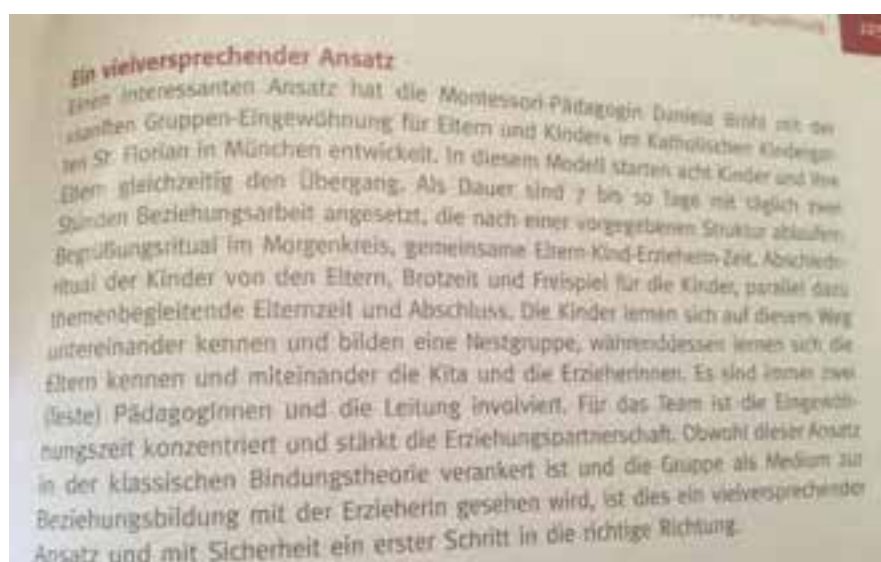 Ein vielversprechender Ansatz
Einen interessanten Ansatz hat die Montessori-Pädagogin Daniela mit der
sanften Gruppen-Eingewöhnung für Eltern und Kinder« im Katholischen Kindergar-
ten St. Florian in München entwickelt. In diesem Modell starten acht Kinder und ihre
Eltern gleichzeitig den Übergang. Als Dauer sind 7 bis 10 Tage mit täglich zwei
Stunden Beziehungsarbeit angesetzt, die nach einer vorgegebenen Struktur ablaufen:
Begrüßungsritual im Morgenkreis, gemeinsame Eltern-Kind-Erzieherin-Zeit, Abschieds-
ritual der Kinder von den Eltern, Brotzeit und Freispiel für die Kinder, parallel dazu
themenbegleitende Elternzeit und Abschluss. Die Kinder lernen sich auf diesem Weg
untereinander kennen und bilden eine Nestgruppe, währenddessen lernen sich die
Eltern kennen und miteinander die Kita und die Erzieherinnen. Es sind immer zwei
(feste) PädagogInnen und die Leitung involviert. Für das Team ist die Eingewöh-
nungszeit konzentriert und stärkt die Erziehungspartnerschaft. Obwohl dieser Ansatz
in der klassischen Bindungstheorie verankert ist und die Gruppe als Medium zur
Beziehungsbildung mit der Erzieherin gesehen wird, ist dies ein vielversprechender
Ansatz und mit Sicherheit ein erster Schritt in die richtige Richtung.